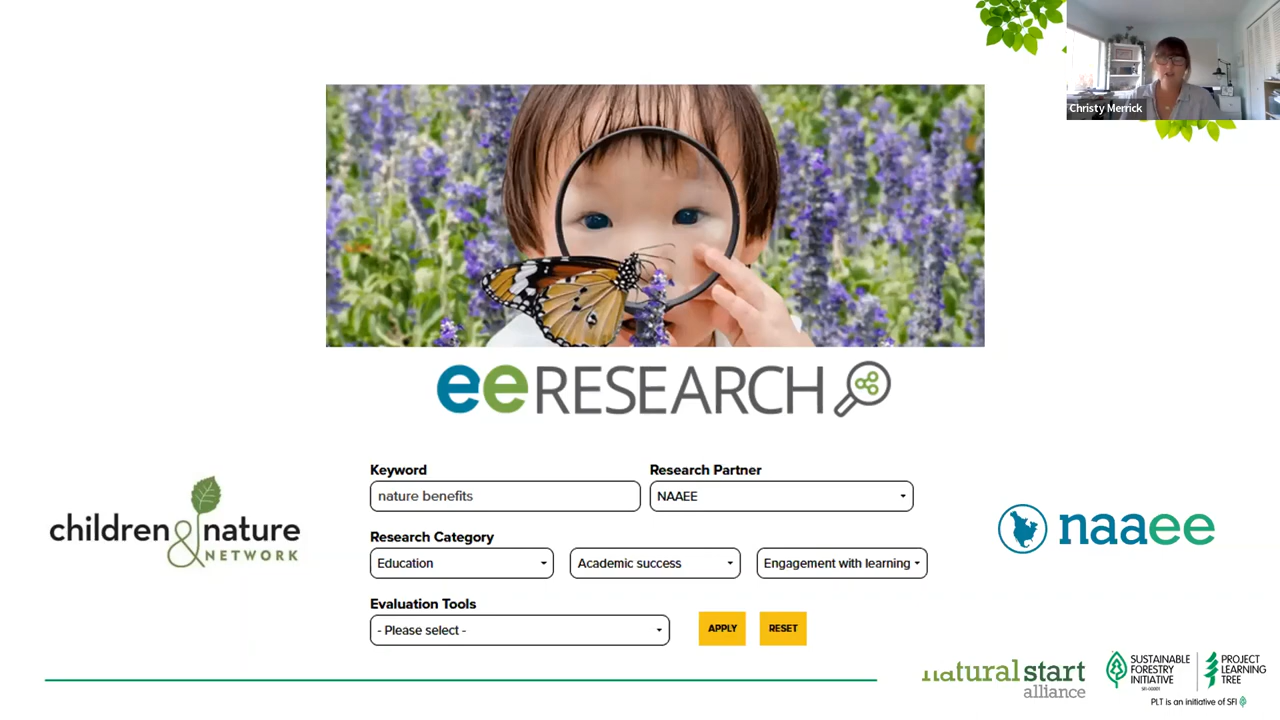 Christy Merrick
eeRESEARCH
Keyword
Research Partner
nature benefits
NAAEE
Research Category
Education
Academic success
Engagement with learning
Evaluation Tools
- Please select -
APPLY
RESET
children & nature
NETWORK
naaee
natural start
alliance
SUSTAINABLE
FORESTRY
INITIATIVE
SFI-00001
PROJECT
LEARNING
TREE
PLT is an initiative of SFI